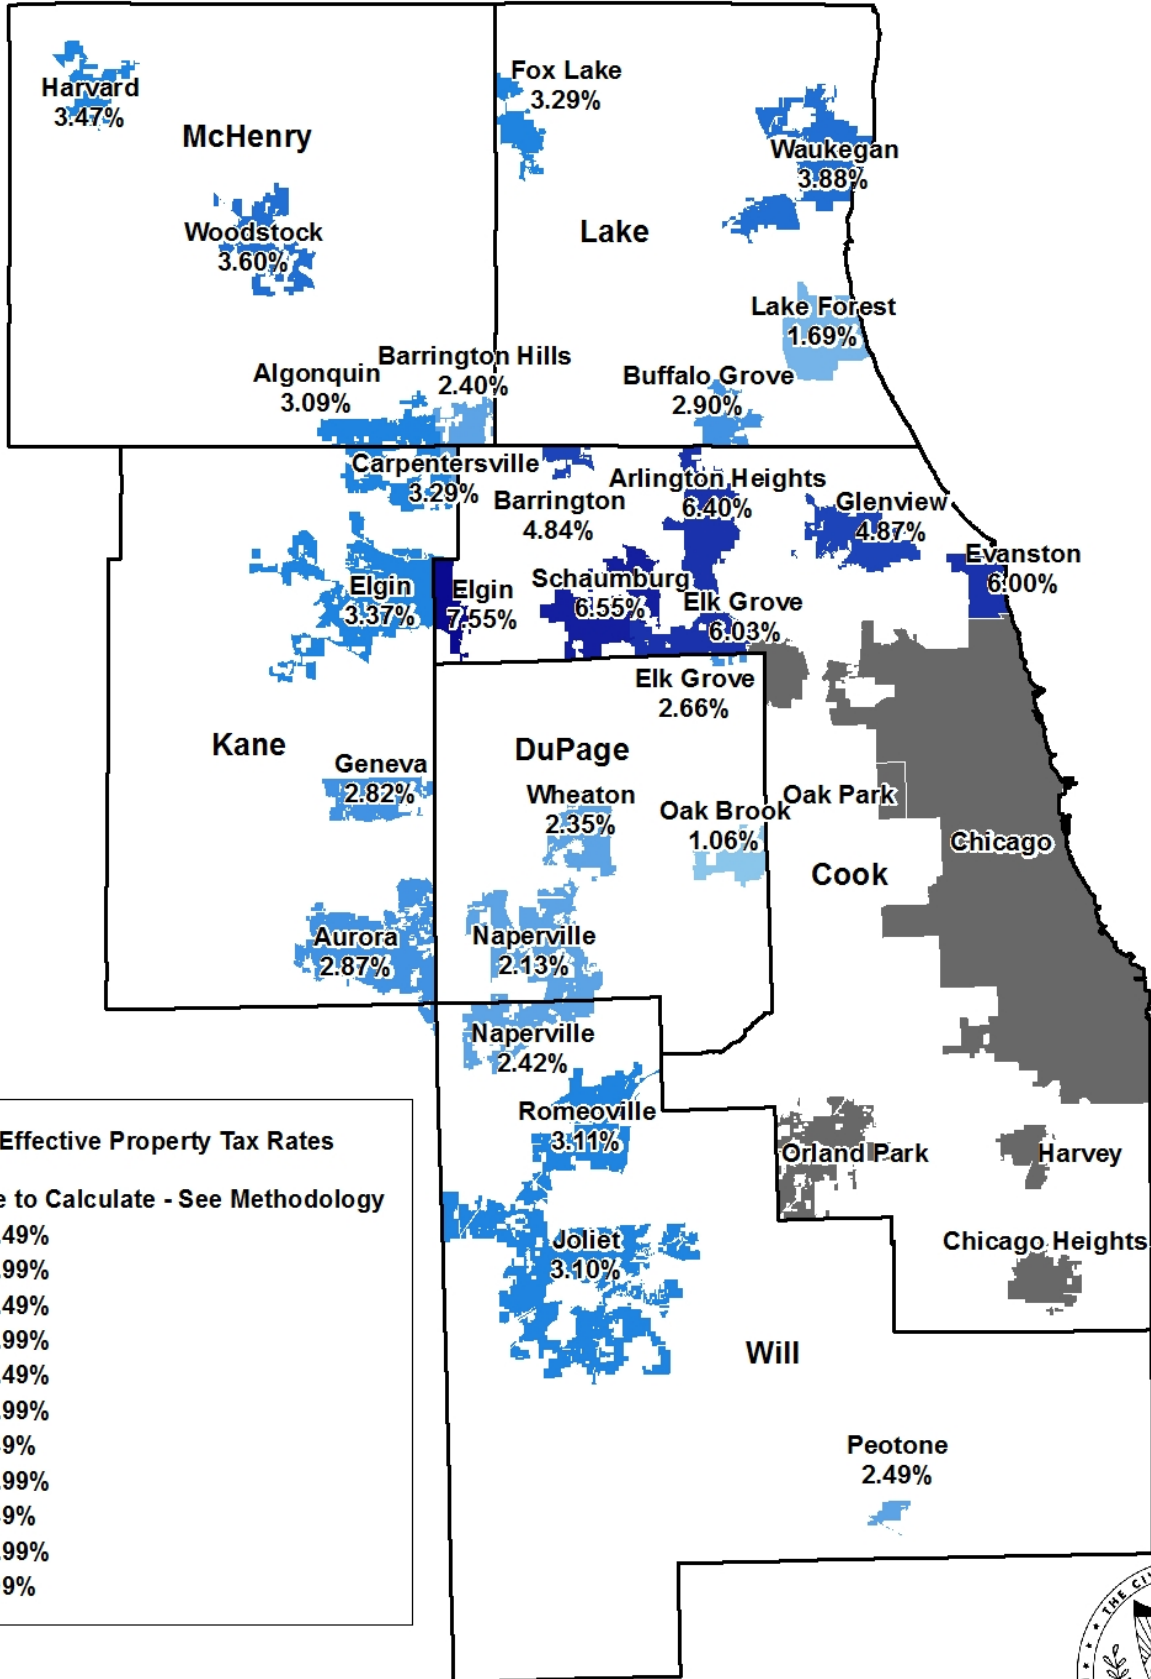 Harvard
3.47%
McHenry
Fox Lake
3.29%
Waukegan
3.88%
Woodstock
3.60%
Lake
Lake Forest
1.69%
Barrington Hills
2.40%
Algonquin
3.09%
Buffalo Grove
2.90%
Carpentersville
3.29%
Barrington
4.84%
Arlington Heights
6.40%
Glenview
4.87%
Evanston
6.00%
Elgin
3.37%
Elgin
7.55%
Schaumburg
6.55%
Elk Grove
6.03%
Elk Grove
2.66%
Kane
DuPage
Geneva
2.82%
Wheaton
2.35%
Oak Brook
1.06%
Oak Park
Chicago
Cook
Aurora
2.87%
Naperville
2.13%
Naperville
2.42%
Romeoville
3.11%
Orland Park
Harvey
Joliet
3.10%
Chicago Heights
Will
Peotone
2.49%
Effective Property Tax Rates
e to Calculate - See Methodology
.49%
.99%
.49%
.99%
.49%
.99%
9%
.99%
9%
.99%
9%
THE CI